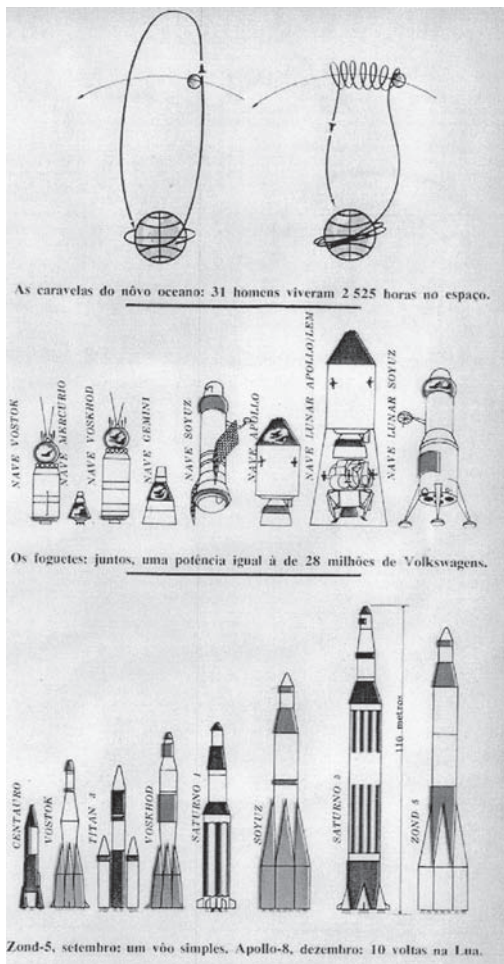 As caravelas do nôvo oceano: 31 homens viveram 2 525 horas no espaço.
NAVE VOSTOK
NAVE MERCURIO
NAVE VOSKHOD
NAVE GEMINI
NAVE SOYUZ
NAVE APOLLO
NAVE LUNAR APOLLO/LEM
NAVE LUNAR SOYUZ
Os foguetes: juntos, uma potência igual à de 28 milhões de Volkswagens.
CENTAURO
VOSTOK
TITAN 3
VOSKHOD
SATURNO 1
SOYUZ
SATURNO 5
110 metros
ZOND 5
Zond-5, setembro: um vôo simples. Apollo-8, dezembro: 10 voltas na Lua.